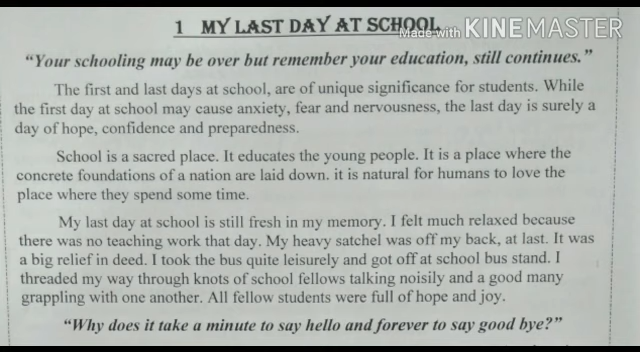 1 MY LAST DAY AT SCHOOL
Made with KINEMASTER
“Your schooling may be over but remember your education, still continues.”
The first and last days at school, are of unique significance for students. While
the first day at school may cause anxiety, fear and nervousness, the last day is surely a
day of hope, confidence and preparedness.
School is a sacred place. It educates the young people. It is a place where the
concrete foundations of a nation are laid down. it is natural for humans to love the
place where they spend some time.
My last day at school is still fresh in my memory. I felt much relaxed because
there was no teaching work that day. My heavy satchel was off my back, at last. It was
a big relief in deed. I took the bus quite leisurely and got off at school bus stand. I
threaded my way through knots of school fellows talking noisily and a good many
grappling with one another. All fellow students were full of hope and joy.
“Why does it take a minute to say hello and forever to say good bye?”